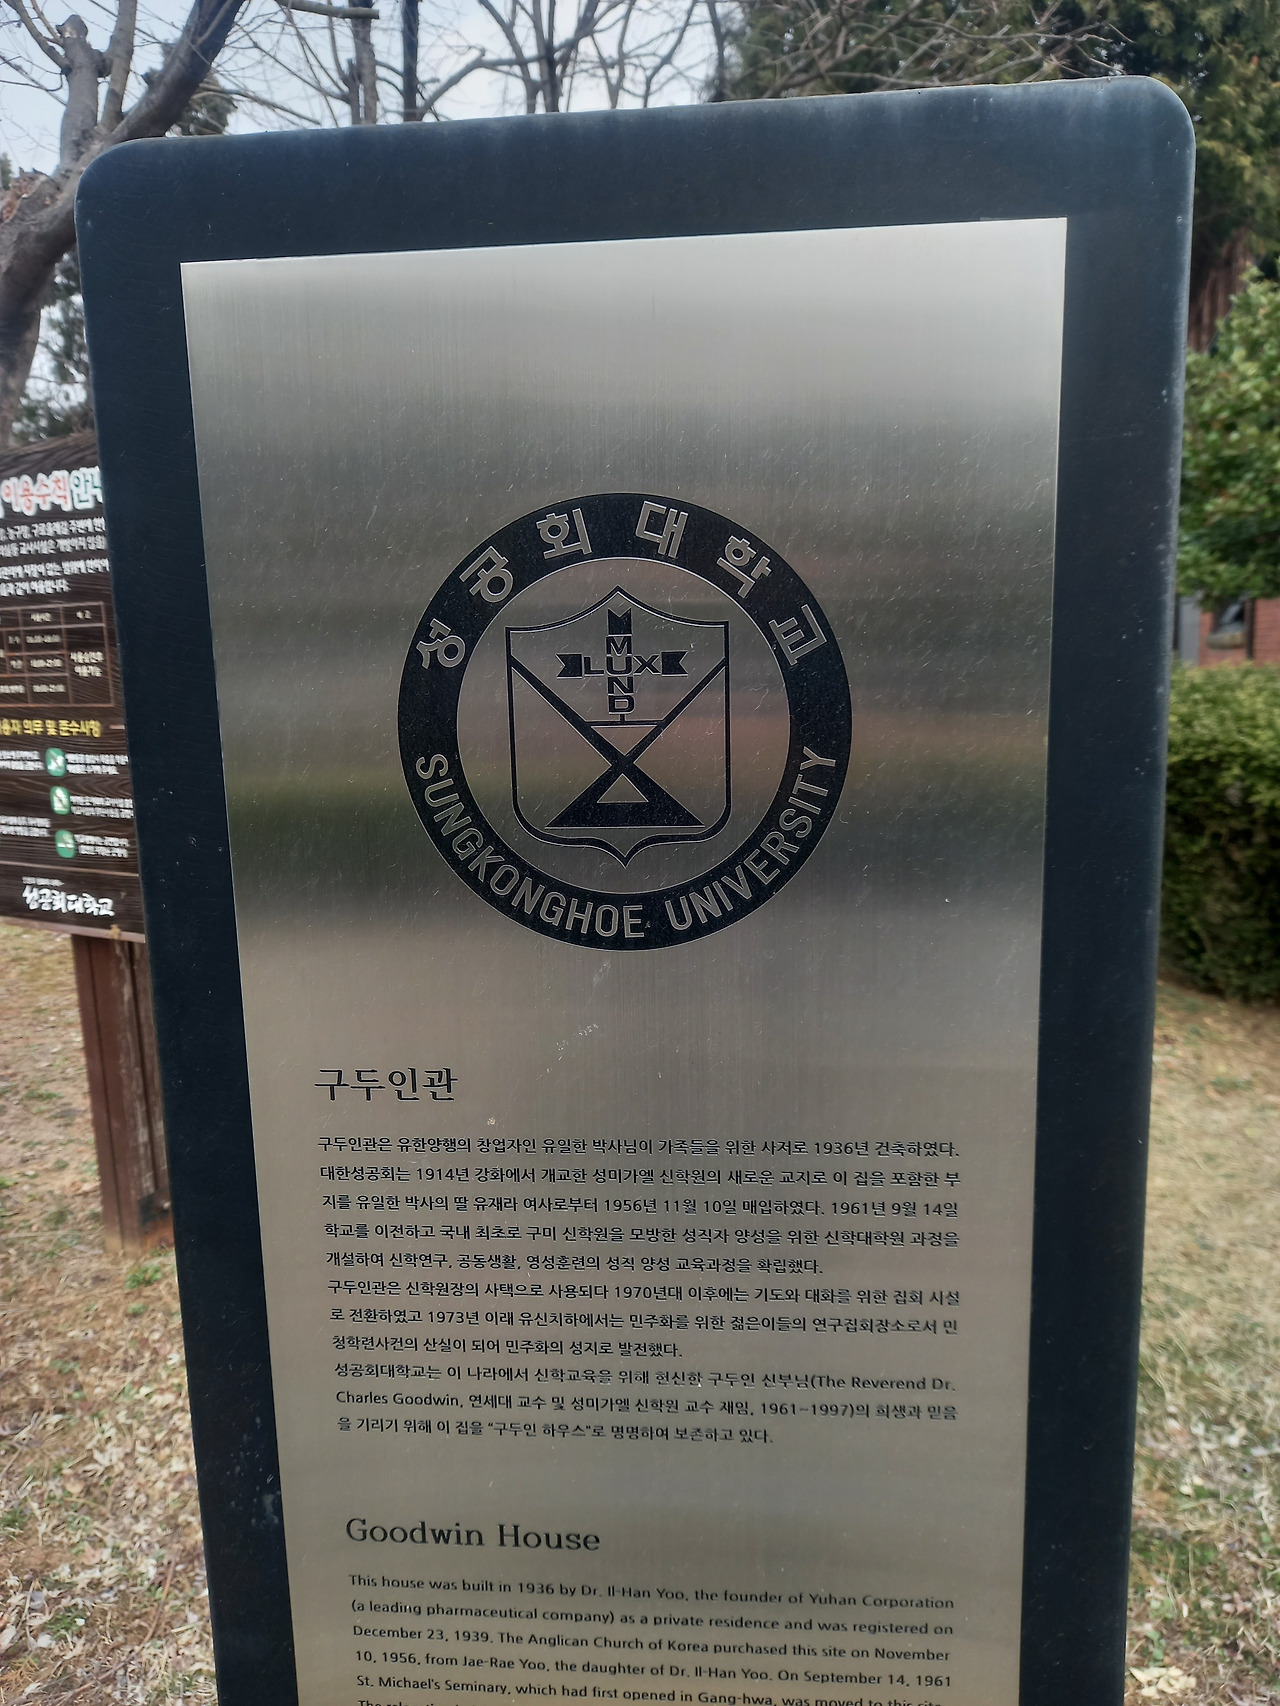 성공회대학교
MUNDI
LUX
SUNGKONGHOE UNIVERSITY
구두인관
구두인관은 유한양행의 창업자인 유일한 박사님이 가족들을 위한 사저로 1936년 건축하였다.
대한성공회는 1914년 강화에서 개교한 성미가엘 신학원의 새로운 교지로 이 집을 포함한 부
지를 유일한 박사의 딸 유재라 여사로부터 1956년 11월 10일 매입하였다. 1961년 9월 14일
학교를 이전하고 국내 최초로 구미 신학원을 모방한 성직자 양성을 위한 신학대학원 과정을
개설하여 신학연구, 공동생활, 영성훈련의 성직 양성 교육과정을 확립했다.
구두인관은 신학원장의 사택으로 사용되다 1970년대 이후에는 기도와 대화를 위한 집회 시설
로 전환하였고 1973년 이래 유신치하에서는 민주화를 위한 젊은이들의 연구집회장소로서 민
청학련사건의 산실이 되어 민주화의 성지로 발전했다.
성공회대학교는 이 나라에서 신학교육을 위해 헌신한 구두인 신부님(The Reverend Dr.
Charles Goodwin, 연세대 교수 및 성미가엘 신학원 교수 재임, 1961~1997)의 희생과 믿음
을 기리기 위해 이 집을 “구두인 하우스”로 명명하여 보존하고 있다.
Goodwin House
This house was built in 1936 by Dr. Il-Han Yoo, the founder of Yuhan Corporation
(a leading pharmaceutical company) as a private residence and was registered on
December 23, 1939. The Anglican Church of Korea purchased this site on November
10, 1956, from Jae-Rae Yoo, the daughter of Dr. Il-Han Yoo. On September 14, 1961
St. Michael's Seminary, which had first opened in Gang-hwa, was moved to this site.
이용수칙
용자 의무 및 준수사항
성공회대학교